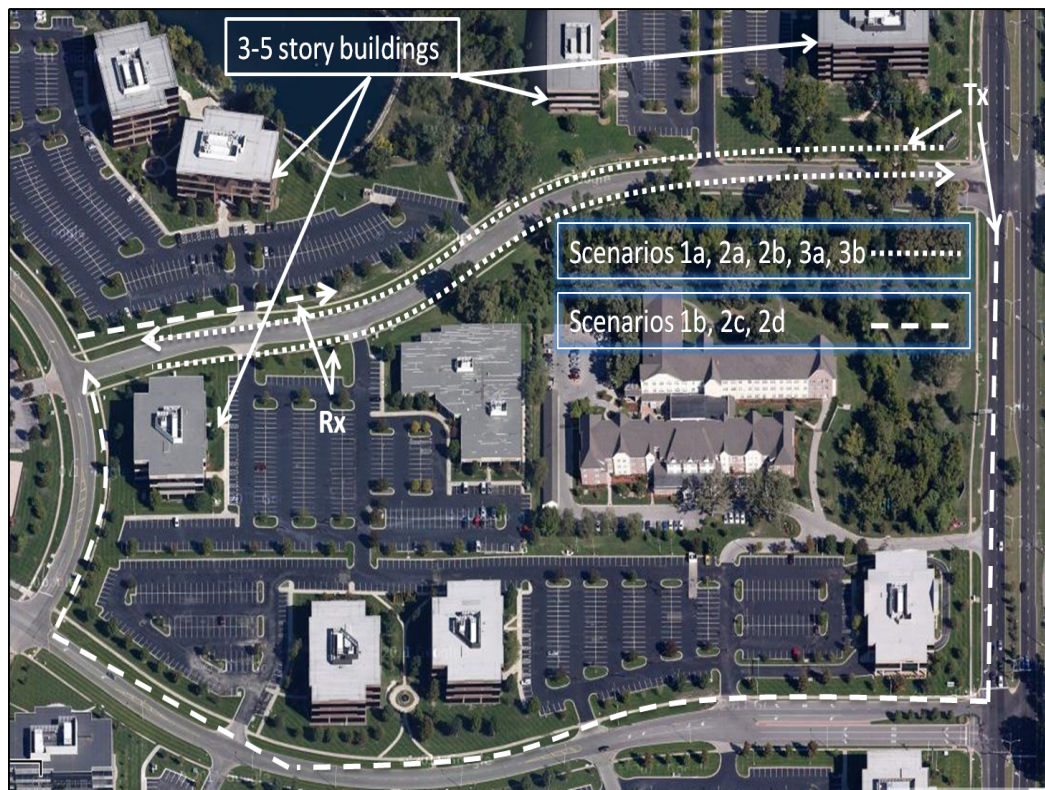 3-5 story buildings
Tx
Scenarios 1a, 2a, 2b, 3a, 3b
Scenarios 1b, 2c, 2d
Rx